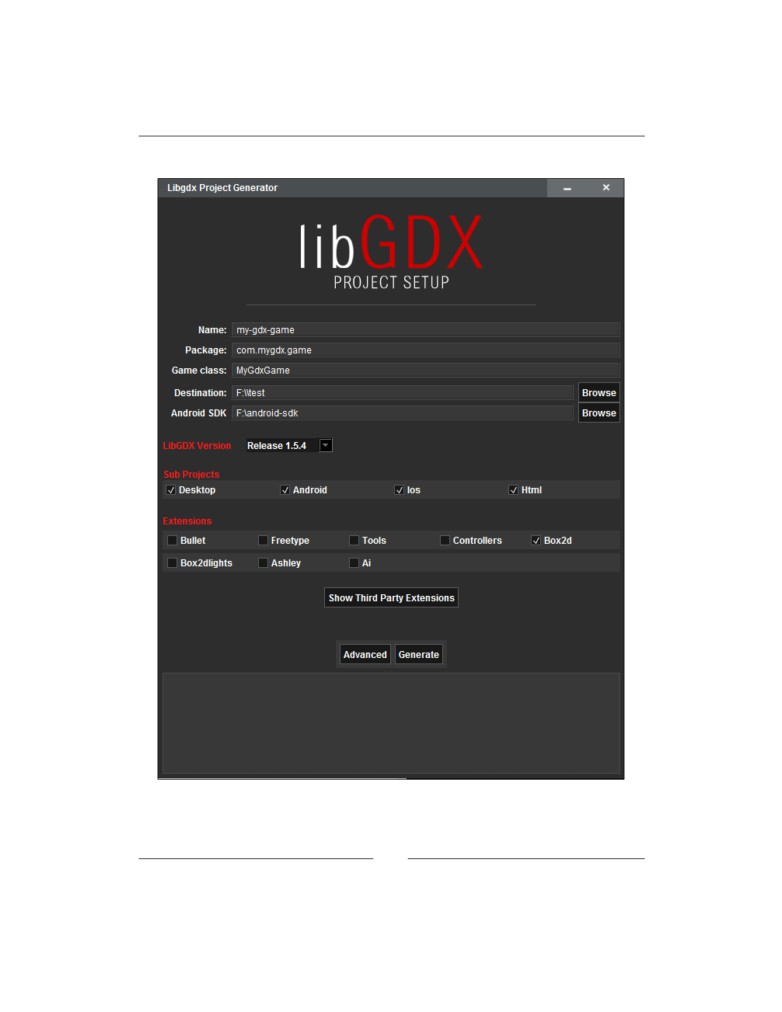 Libgdx Project Generator
libGDX
PROJECT SETUP
Name: my-gdx-game
Package: com.mygdx.game
Game class: MyGdxGame
Destination: F:\\test Browse
Android SDK F:\android-sdk Browse
LibGDX Version Release 1.5.4
Sub Projects
Desktop Android Ios Html
Extensions
Bullet Freetype Tools Controllers Box2d
Box2dlights Ashley Ai
Show Third Party Extensions
Advanced Generate